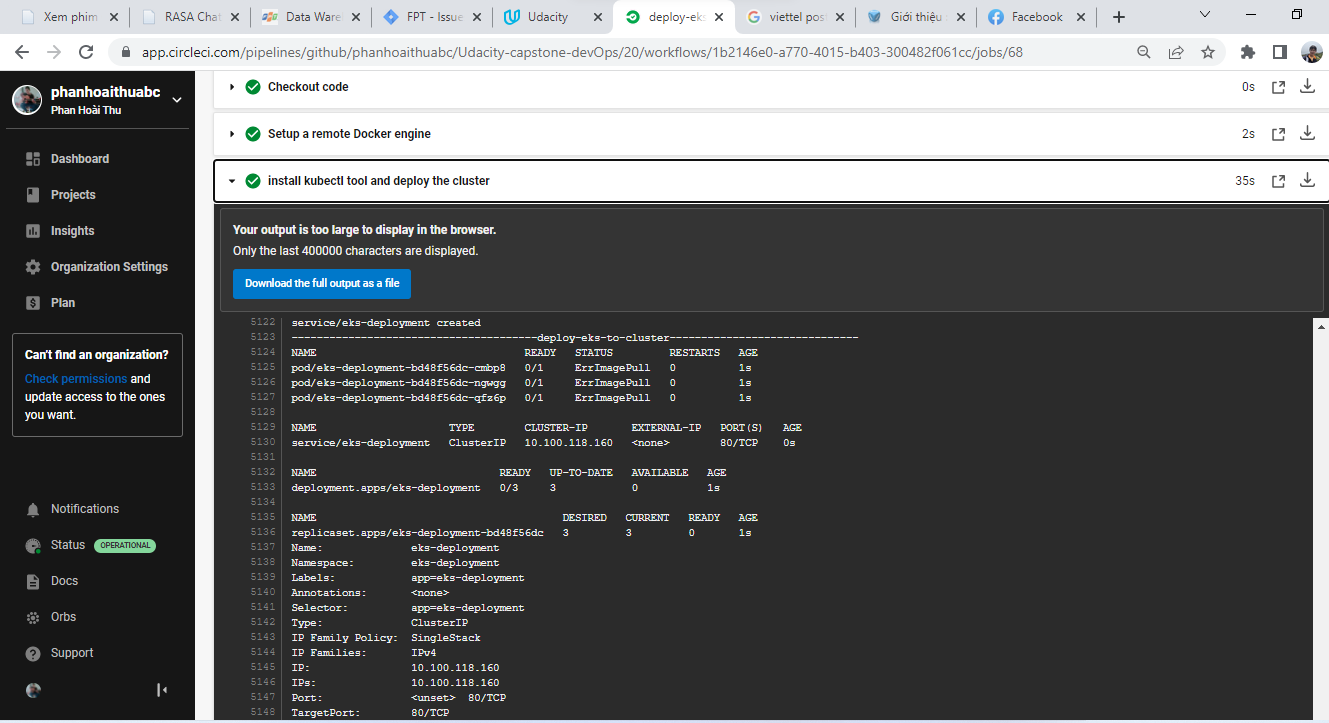 Xem phim
RASA Chat
Data Ware
FPT - Issue
Udacity
deploy-eks
viettel post
Giới thiệu
Facebook
app.circleci.com/pipelines/github/phanhoaithuabc/Udacity-capstone-devOps/20/workflows/1b2146e0-a770-4015-b403-300482f061cc/jobs/68
phanhoaithuabc
Phan Hoài Thu
Dashboard
Projects
Insights
Organization Settings
Plan
Can't find an organization?
Check permissions and
update access to the ones
you want.
Notifications
Status OPERATIONAL
Docs
Orbs
Support
Checkout code 0s
Setup a remote Docker engine 2s
install kubectl tool and deploy the cluster 35s
Your output is too large to display in the browser.
Only the last 400000 characters are displayed.
Download the full output as a file
5122 service/eks-deployment created
5123 ---------------------------------------deploy-eks-to-cluster------------------------------
5124 NAME READY STATUS RESTARTS AGE
5125 pod/eks-deployment-bd48f56dc-cmbp8 0/1 ErrImagePull 0 1s
5126 pod/eks-deployment-bd48f56dc-ngwgg 0/1 ErrImagePull 0 1s
5127 pod/eks-deployment-bd48f56dc-qfz6p 0/1 ErrImagePull 0 1s
5128
5129 NAME TYPE CLUSTER-IP EXTERNAL-IP PORT(S) AGE
5130 service/eks-deployment ClusterIP 10.100.118.160 <none> 80/TCP 0s
5131
5132 NAME READY UP-TO-DATE AVAILABLE AGE
5133 deployment.apps/eks-deployment 0/3 3 0 1s
5134
5135 NAME DESIRED CURRENT READY AGE
5136 replicaset.apps/eks-deployment-bd48f56dc 3 3 0 1s
5137 Name: eks-deployment
5138 Namespace: eks-deployment
5139 Labels: app=eks-deployment
5140 Annotations: <none>
5141 Selector: app=eks-deployment
5142 Type: ClusterIP
5143 IP Family Policy: SingleStack
5144 IP Families: IPv4
5145 IP: 10.100.118.160
5146 IPs: 10.100.118.160
5147 Port: <unset> 80/TCP
5148 TargetPort: 80/TCP